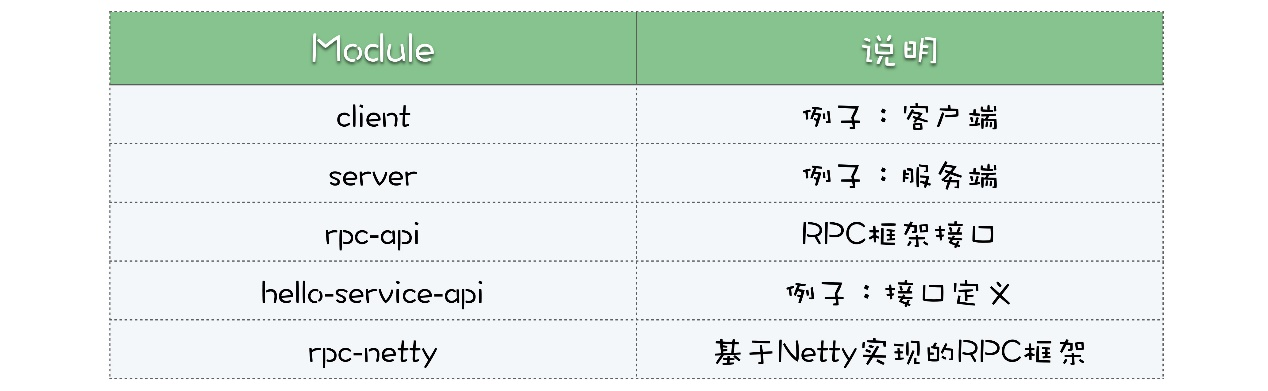 Module 说明
client 例子：客户端
server 例子：服务端
rpc-api RPC框架接口
hello-service-api 例子：接口定义
rpc-netty 基于Netty实现的RPC框架